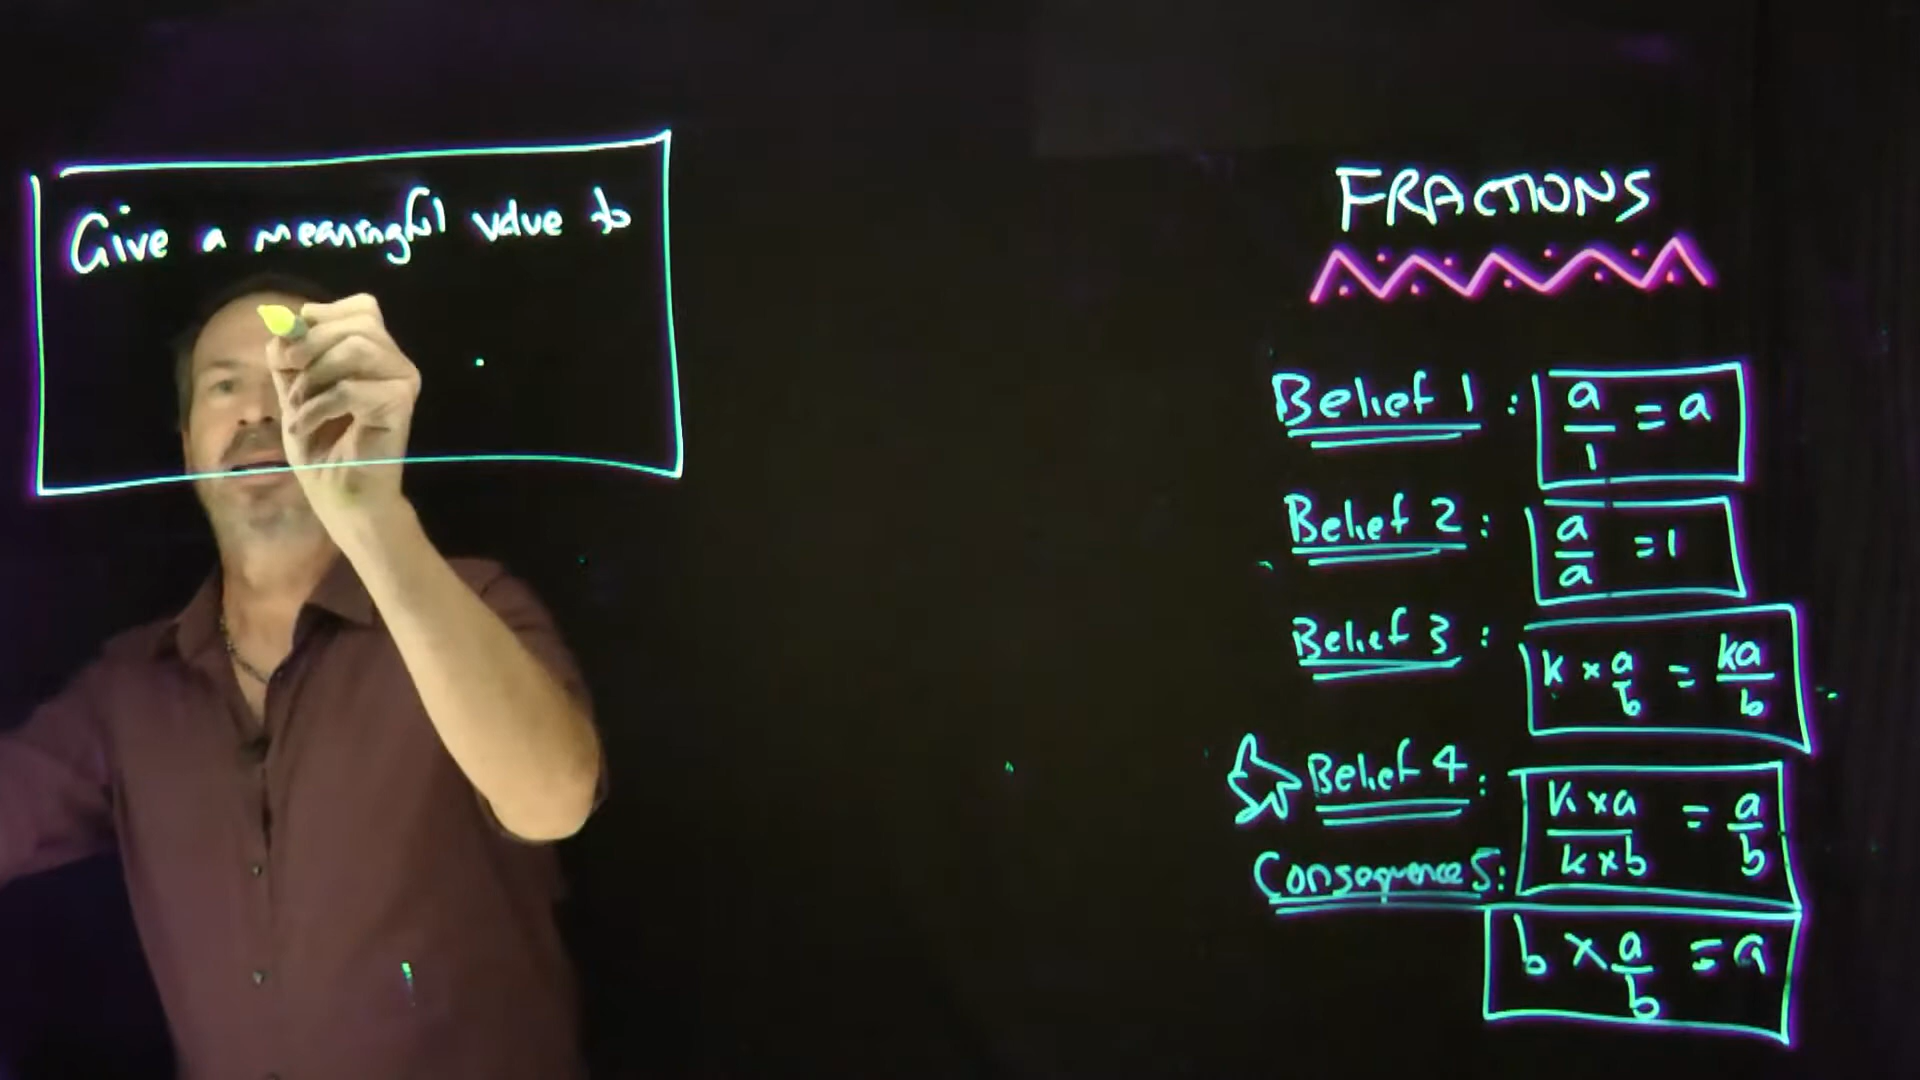 Give a meaningful value to
FRACTIONS
Belief 1 : a/1 = a
Belief 2 : a/a = 1
Belief 3 : k × a/b = ka/b
Belief 4 : k × a / k × b = a/b
Consequence 5 : b × a/b = a